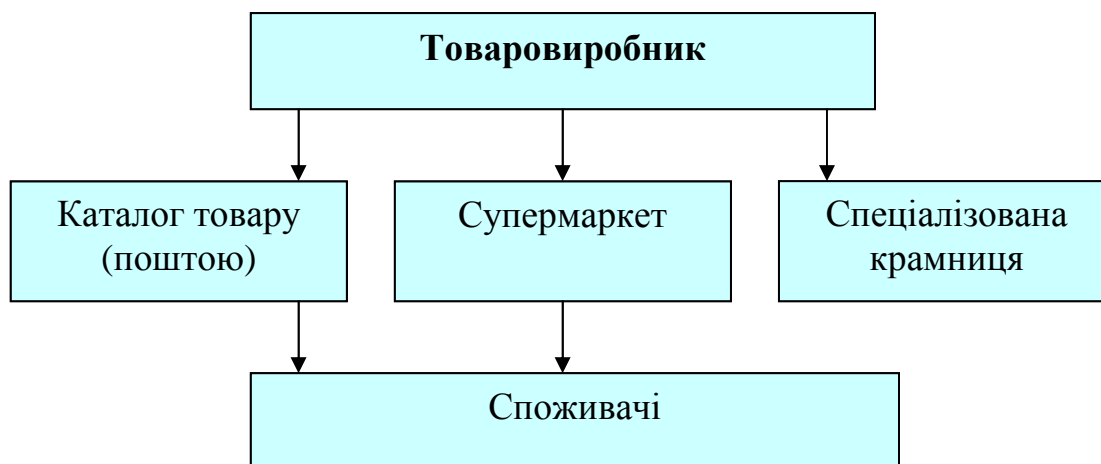 Товаровиробник
Каталог товару
(поштою)
Супермаркет
Спеціалізована
крамниця
Споживачі